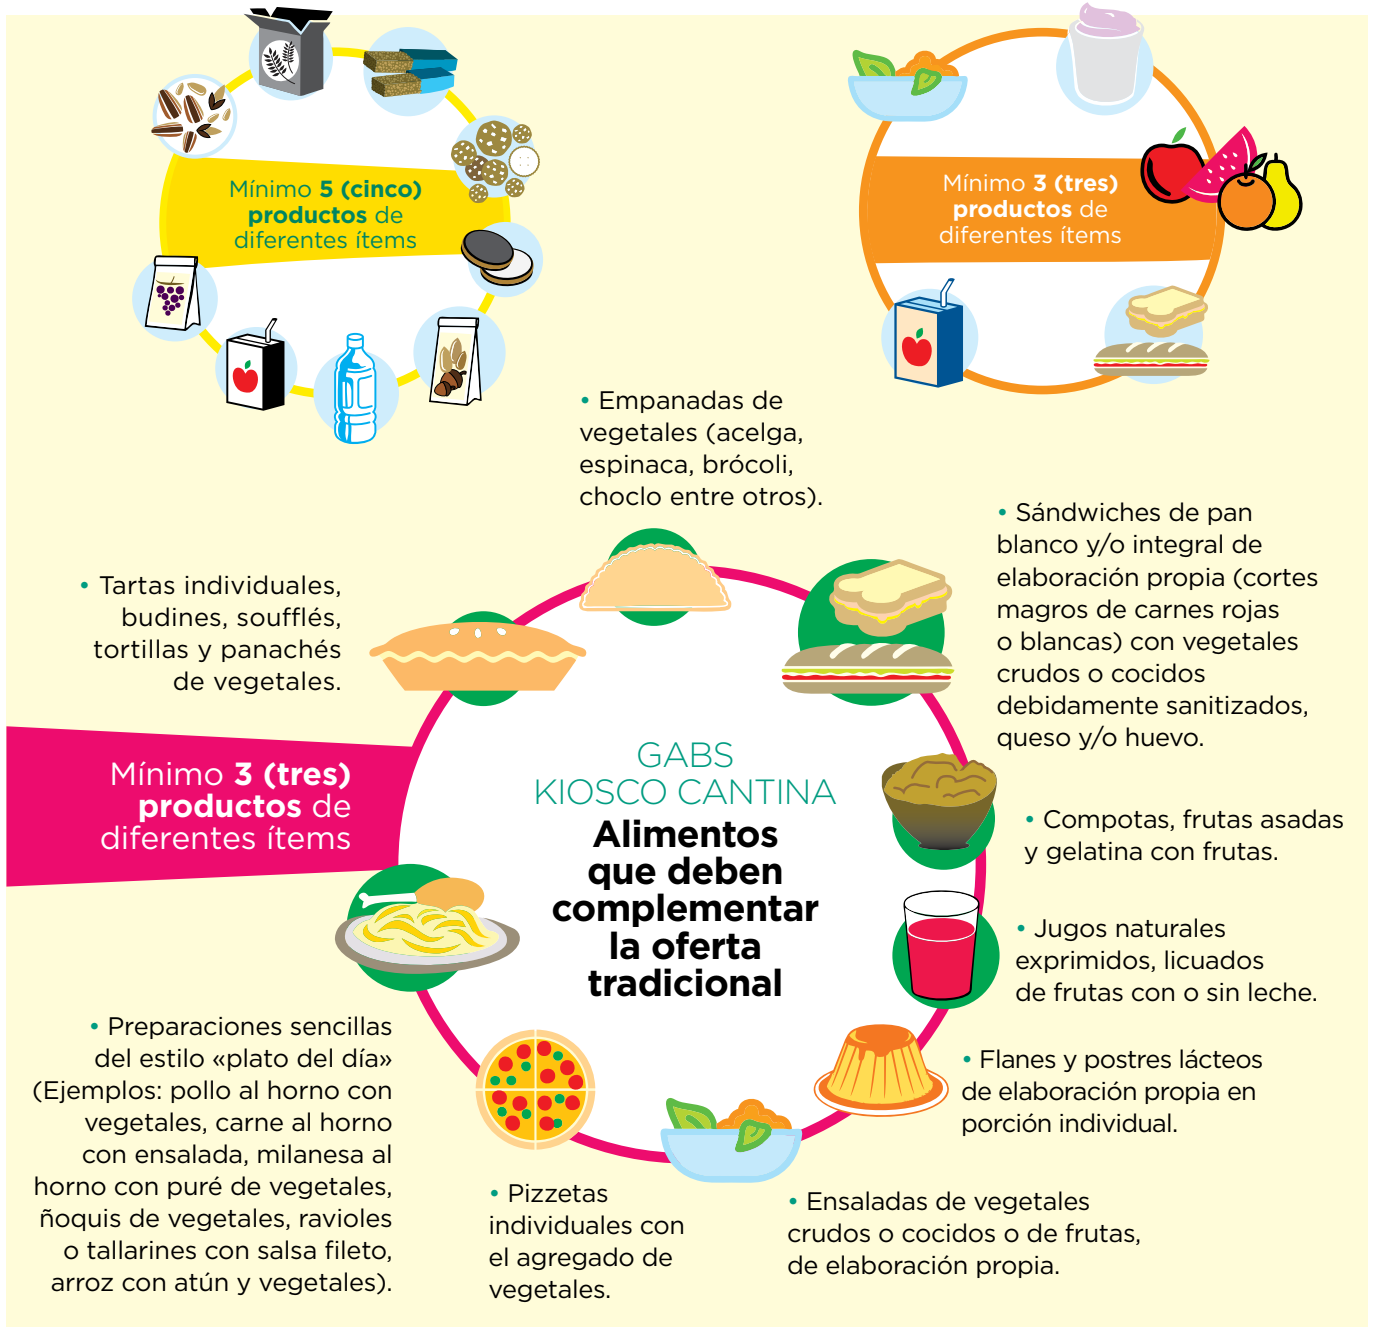 Mínimo 5 (cinco)
productos de
diferentes ítems
Mínimo 3 (tres)
productos de
diferentes ítems
• Empanadas de
vegetales (acelga,
espinaca, brócoli,
choclo entre otros).
• Sándwiches de pan
blanco y/o integral de
elaboración propia (cortes
magros de carnes rojas
o blancas) con vegetales
crudos o cocidos
debidamente sanitizados,
queso y/o huevo.
• Tartas individuales,
budines, soufflés,
tortillas y panachés
de vegetales.
Mínimo 3 (tres)
productos de
diferentes ítems
GABS
KIOSCO CANTINA
Alimentos
que deben
complementar
la oferta
tradicional
• Compotas, frutas asadas
y gelatina con frutas.
• Jugos naturales
exprimidos, licuados
de frutas con o sin leche.
• Flanes y postres lácteos
de elaboración propia en
porción individual.
• Preparaciones sencillas
del estilo «plato del día»
(Ejemplos: pollo al horno con
vegetales, carne al horno
con ensalada, milanesa al
horno con puré de vegetales,
ñoquis de vegetales, ravioles
o tallarines con salsa fileto,
arroz con atún y vegetales).
• Pizzetas
individuales con
el agregado de
vegetales.
• Ensaladas de vegetales
crudos o cocidos o de frutas,
de elaboración propia.